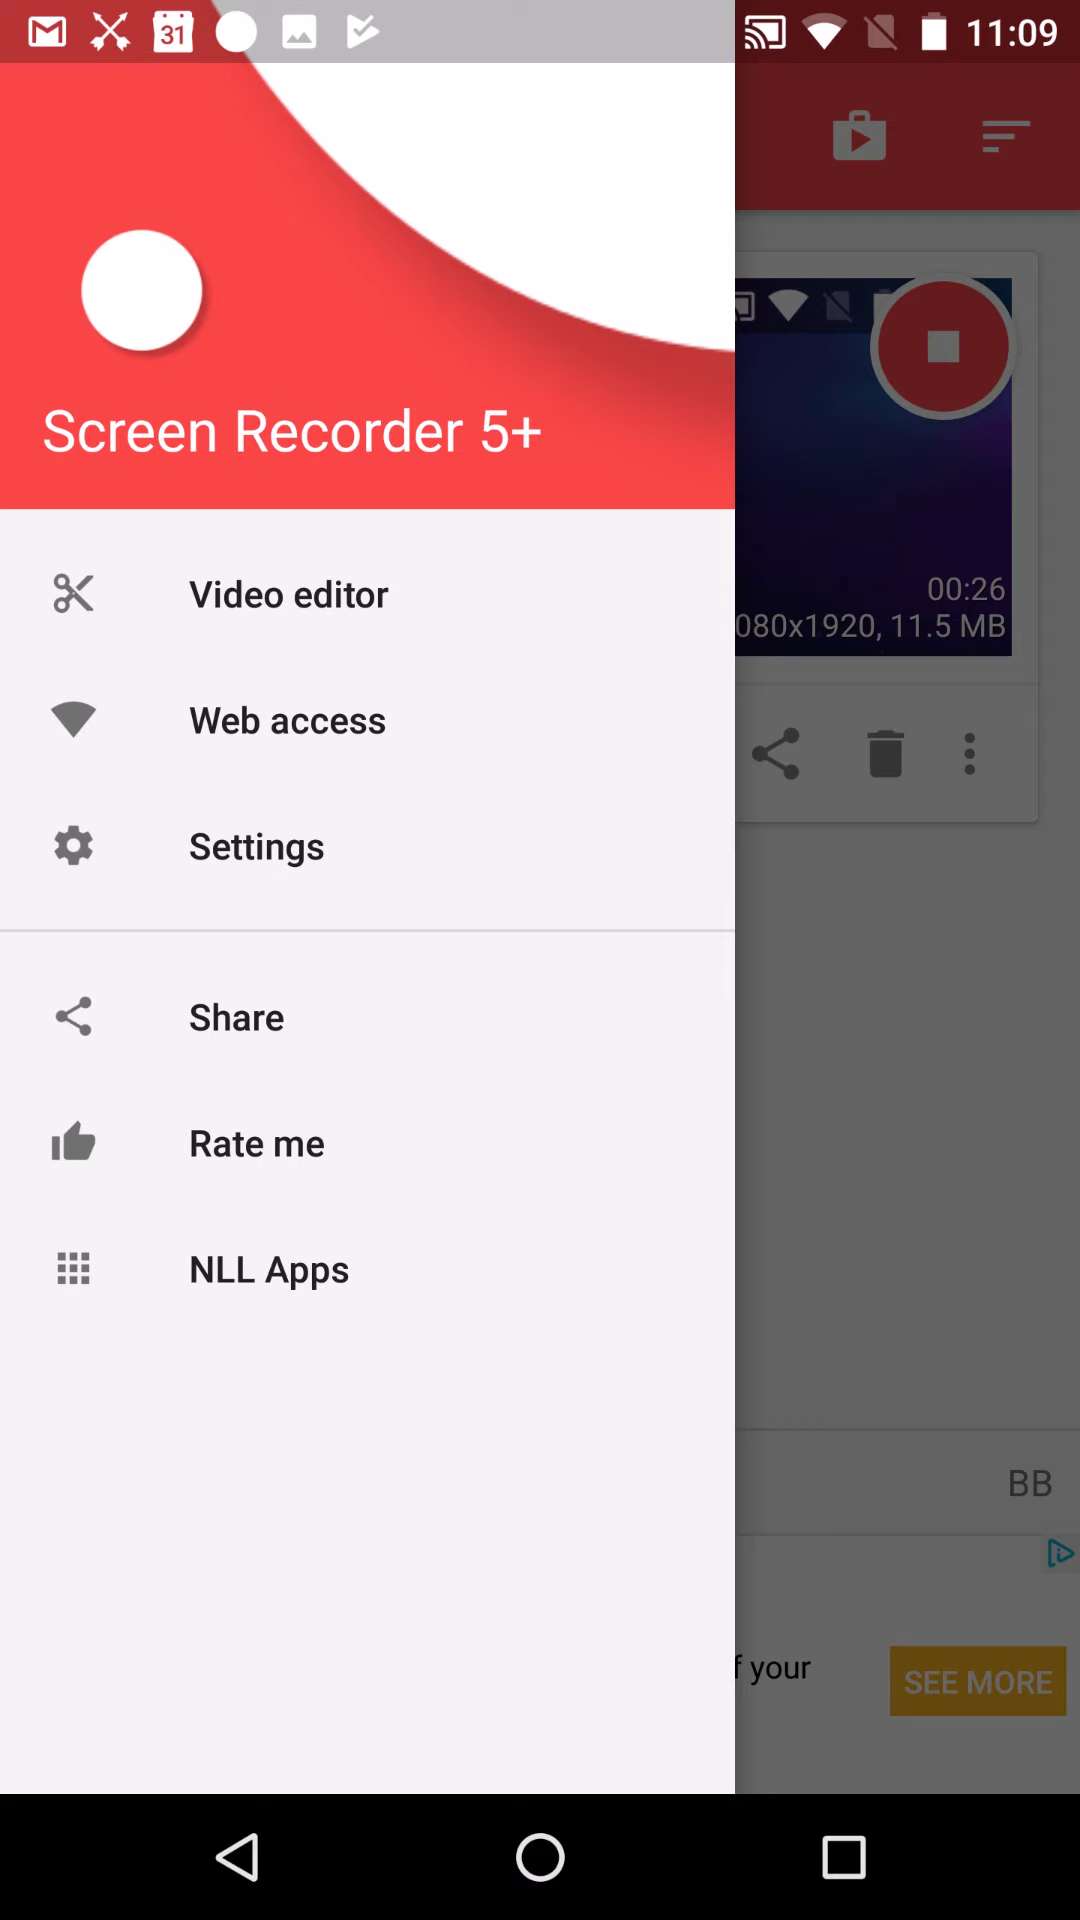 31
11:09
Screen Recorder 5+
00:26
080x1920, 11.5 MB
Video editor
Web access
Settings
Share
Rate me
NLL Apps
BB
your
SEE MORE